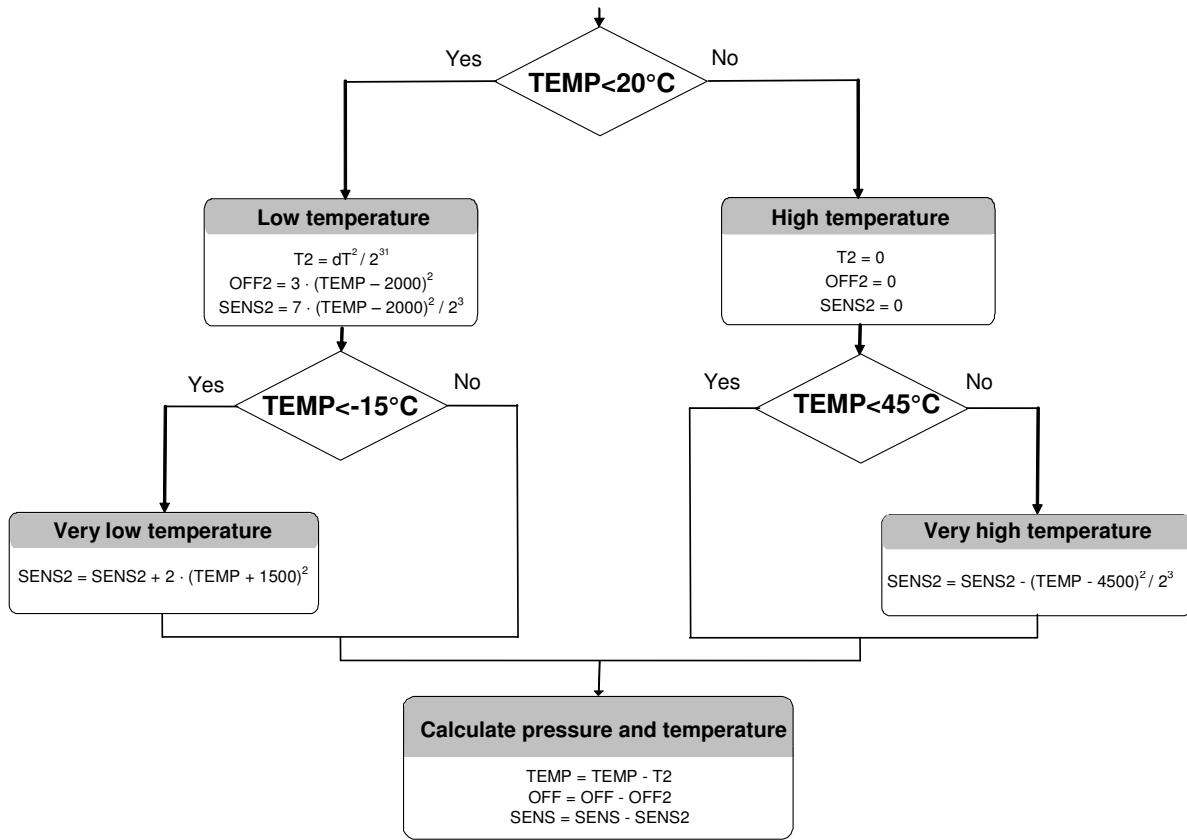 Yes
No
TEMP<20°C
Low temperature
T2 = dT² / 2³¹
OFF2 = 3 · (TEMP – 2000)²
SENS2 = 7 · (TEMP – 2000)² / 2³
High temperature
T2 = 0
OFF2 = 0
SENS2 = 0
Yes
No
TEMP<-15°C
Yes
No
TEMP<45°C
Very low temperature
SENS2 = SENS2 + 2 · (TEMP + 1500)²
Very high temperature
SENS2 = SENS2 - (TEMP - 4500)² / 2³
Calculate pressure and temperature
TEMP = TEMP - T2
OFF = OFF - OFF2
SENS = SENS - SENS2